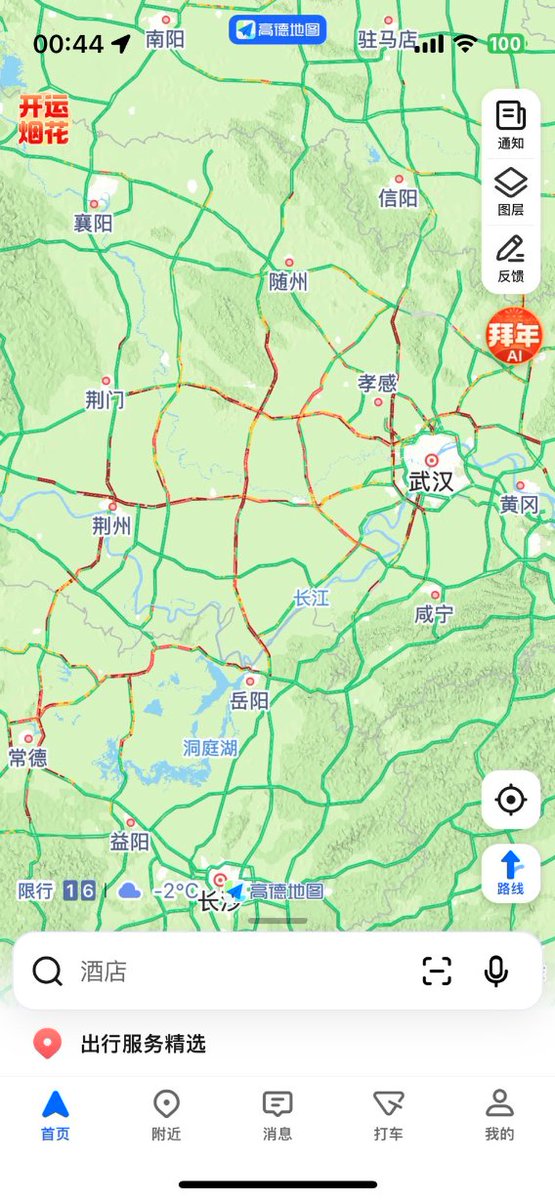 00:44
南阳
高德地图
驻马店
100
开运
烟花
通知
图层
反馈
信阳
襄阳
随州
拜年
AI
孝感
荆门
武汉
黄冈
荆州
长江
咸宁
岳阳
洞庭湖
常德
益阳
限行 1 6 -2°C
长沙
高德地图
路线
酒店
出行服务精选
首页
附近
消息
打车
我的